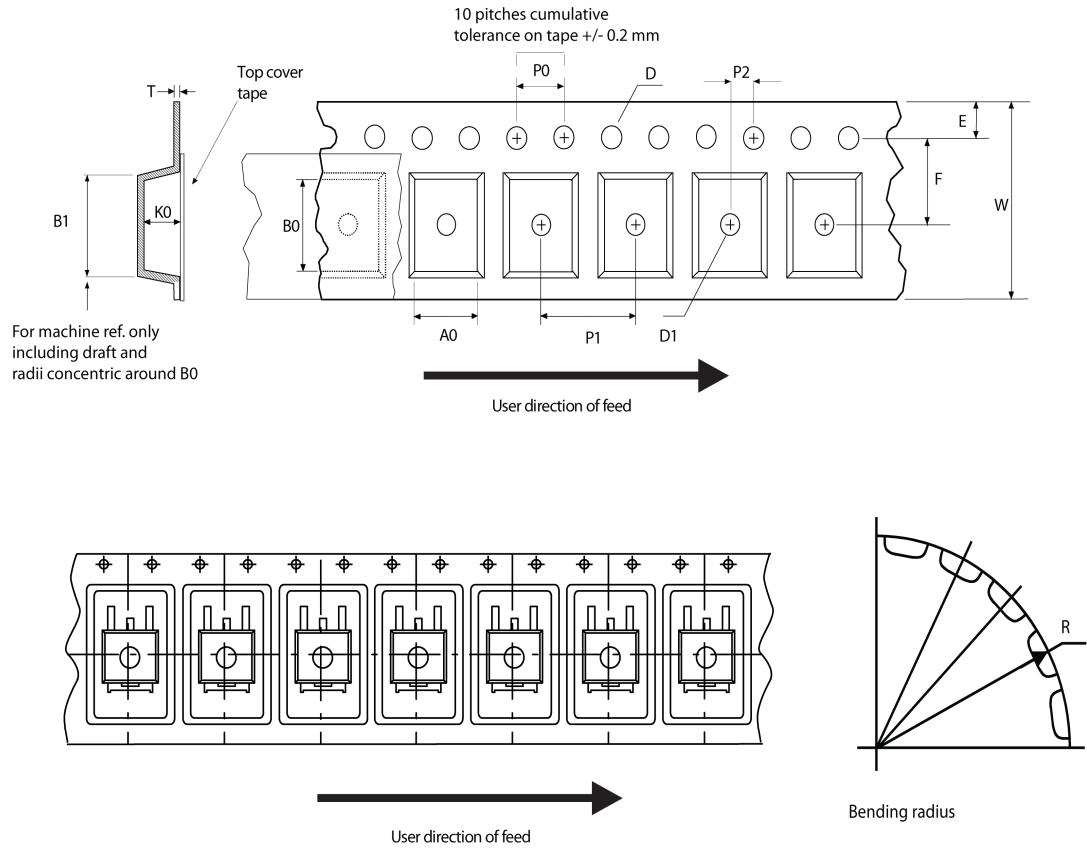 10 pitches cumulative
tolerance on tape +/- 0.2 mm
Top cover
tape
T
P0
D
P2
E
F
W
B1
K0
B0
For machine ref. only
including draft and
radii concentric around B0
A0
P1
D1
User direction of feed
R
Bending radius
User direction of feed